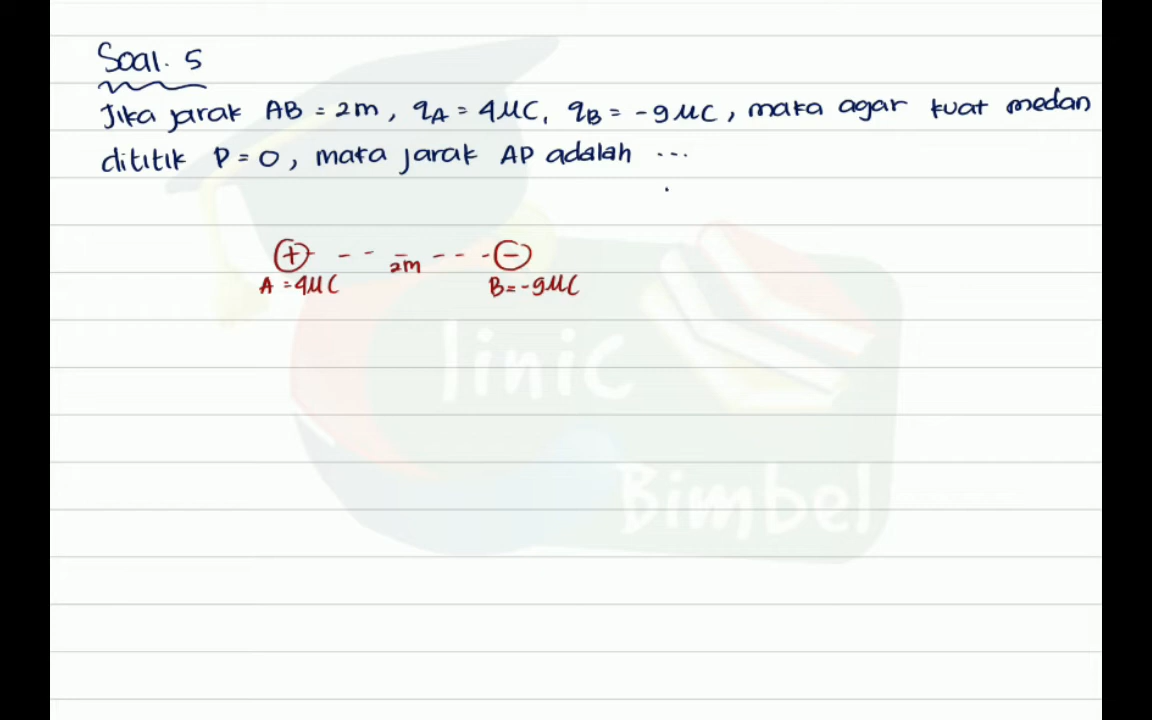 Soal. 5
Jika jarak AB = 2m, qA = 4μC, qB = -9μC, maka agar kuat medan
dititik P = 0, maka jarak AP adalah ...
+ - - - - - - - -
2m
A = 4μC B = -9μC
linic
Bimbel